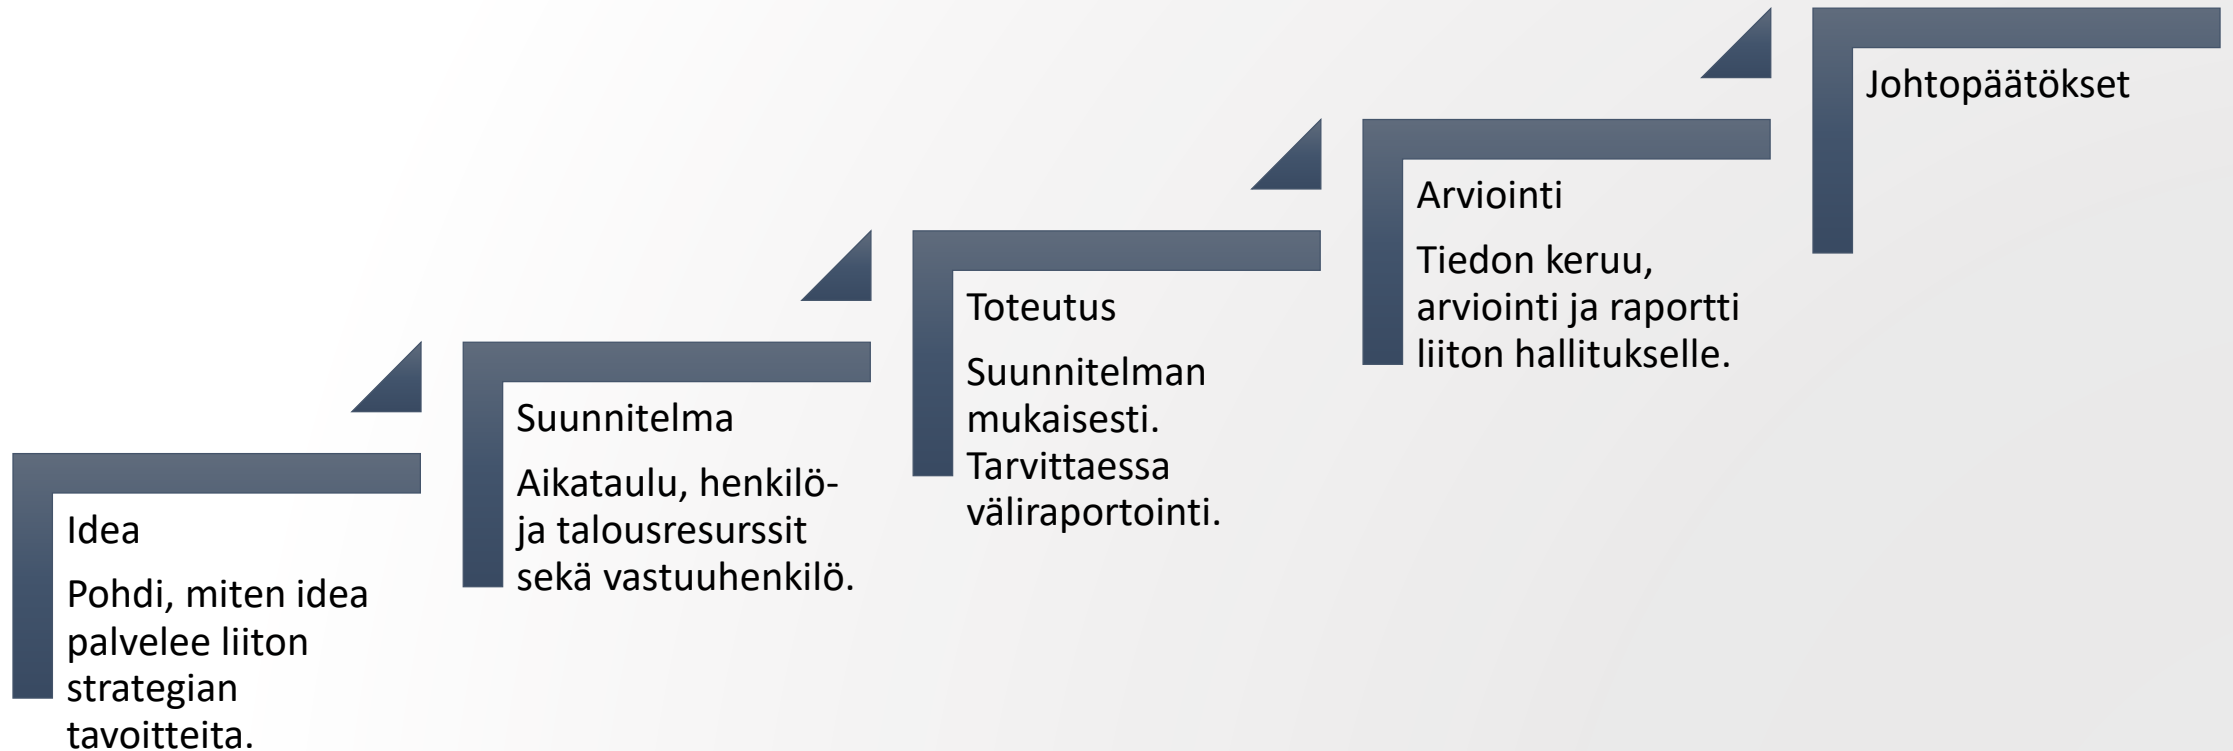 Idea
Pohdi, miten idea
palvelee liiton
strategian
tavoitteita.
Suunnitelma
Aikataulu, henkilö-
ja talousresurssit
sekä vastuuhenkilö.
Toteutus
Suunnitelman
mukaisesti.
Tarvittaessa
väliraportointi.
Arviointi
Tiedon keruu,
arviointi ja raportti
liiton hallitukselle.
Johtopäätökset